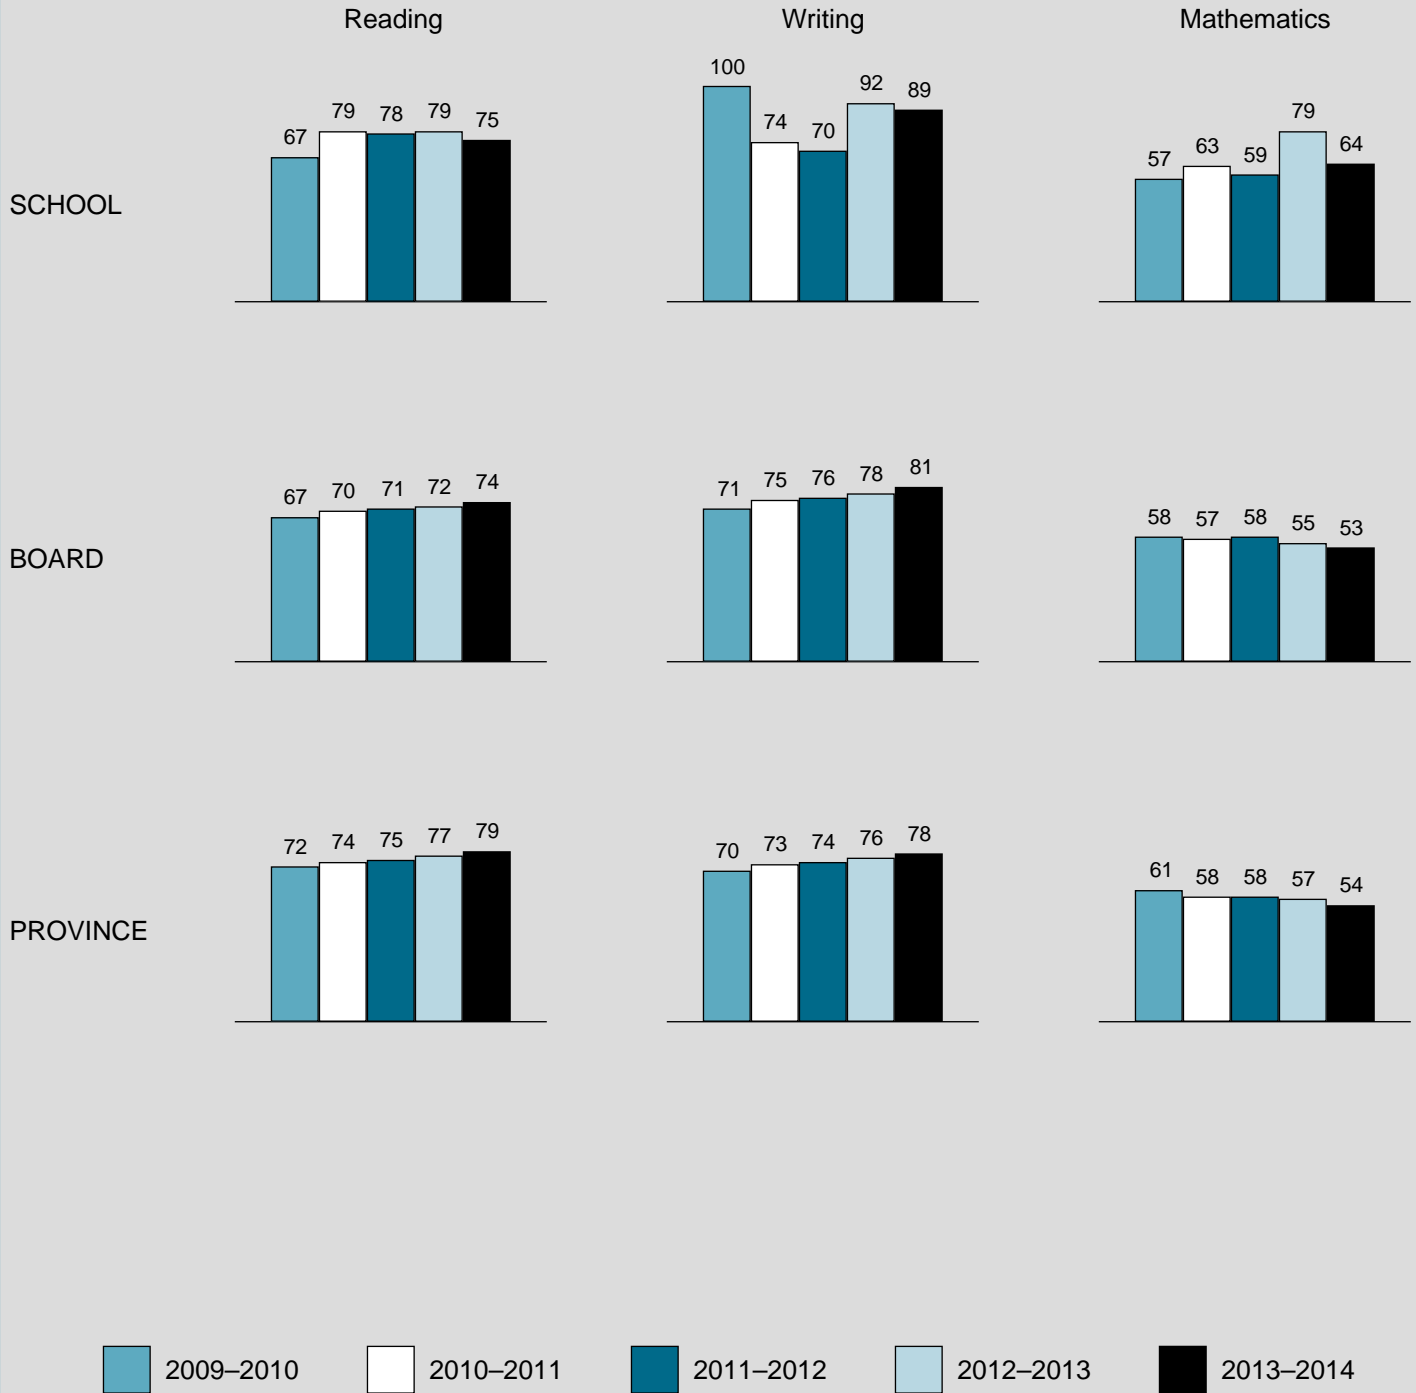 Reading Writing Mathematics
SCHOOL
67 79 78 79 75
100 74 70 92 89
57 63 59 79 64
BOARD
67 70 71 72 74
71 75 76 78 81
58 57 58 55 53
PROVINCE
72 74 75 77 79
70 73 74 76 78
61 58 58 57 54
2009–2010 2010–2011 2011–2012 2012–2013 2013–2014